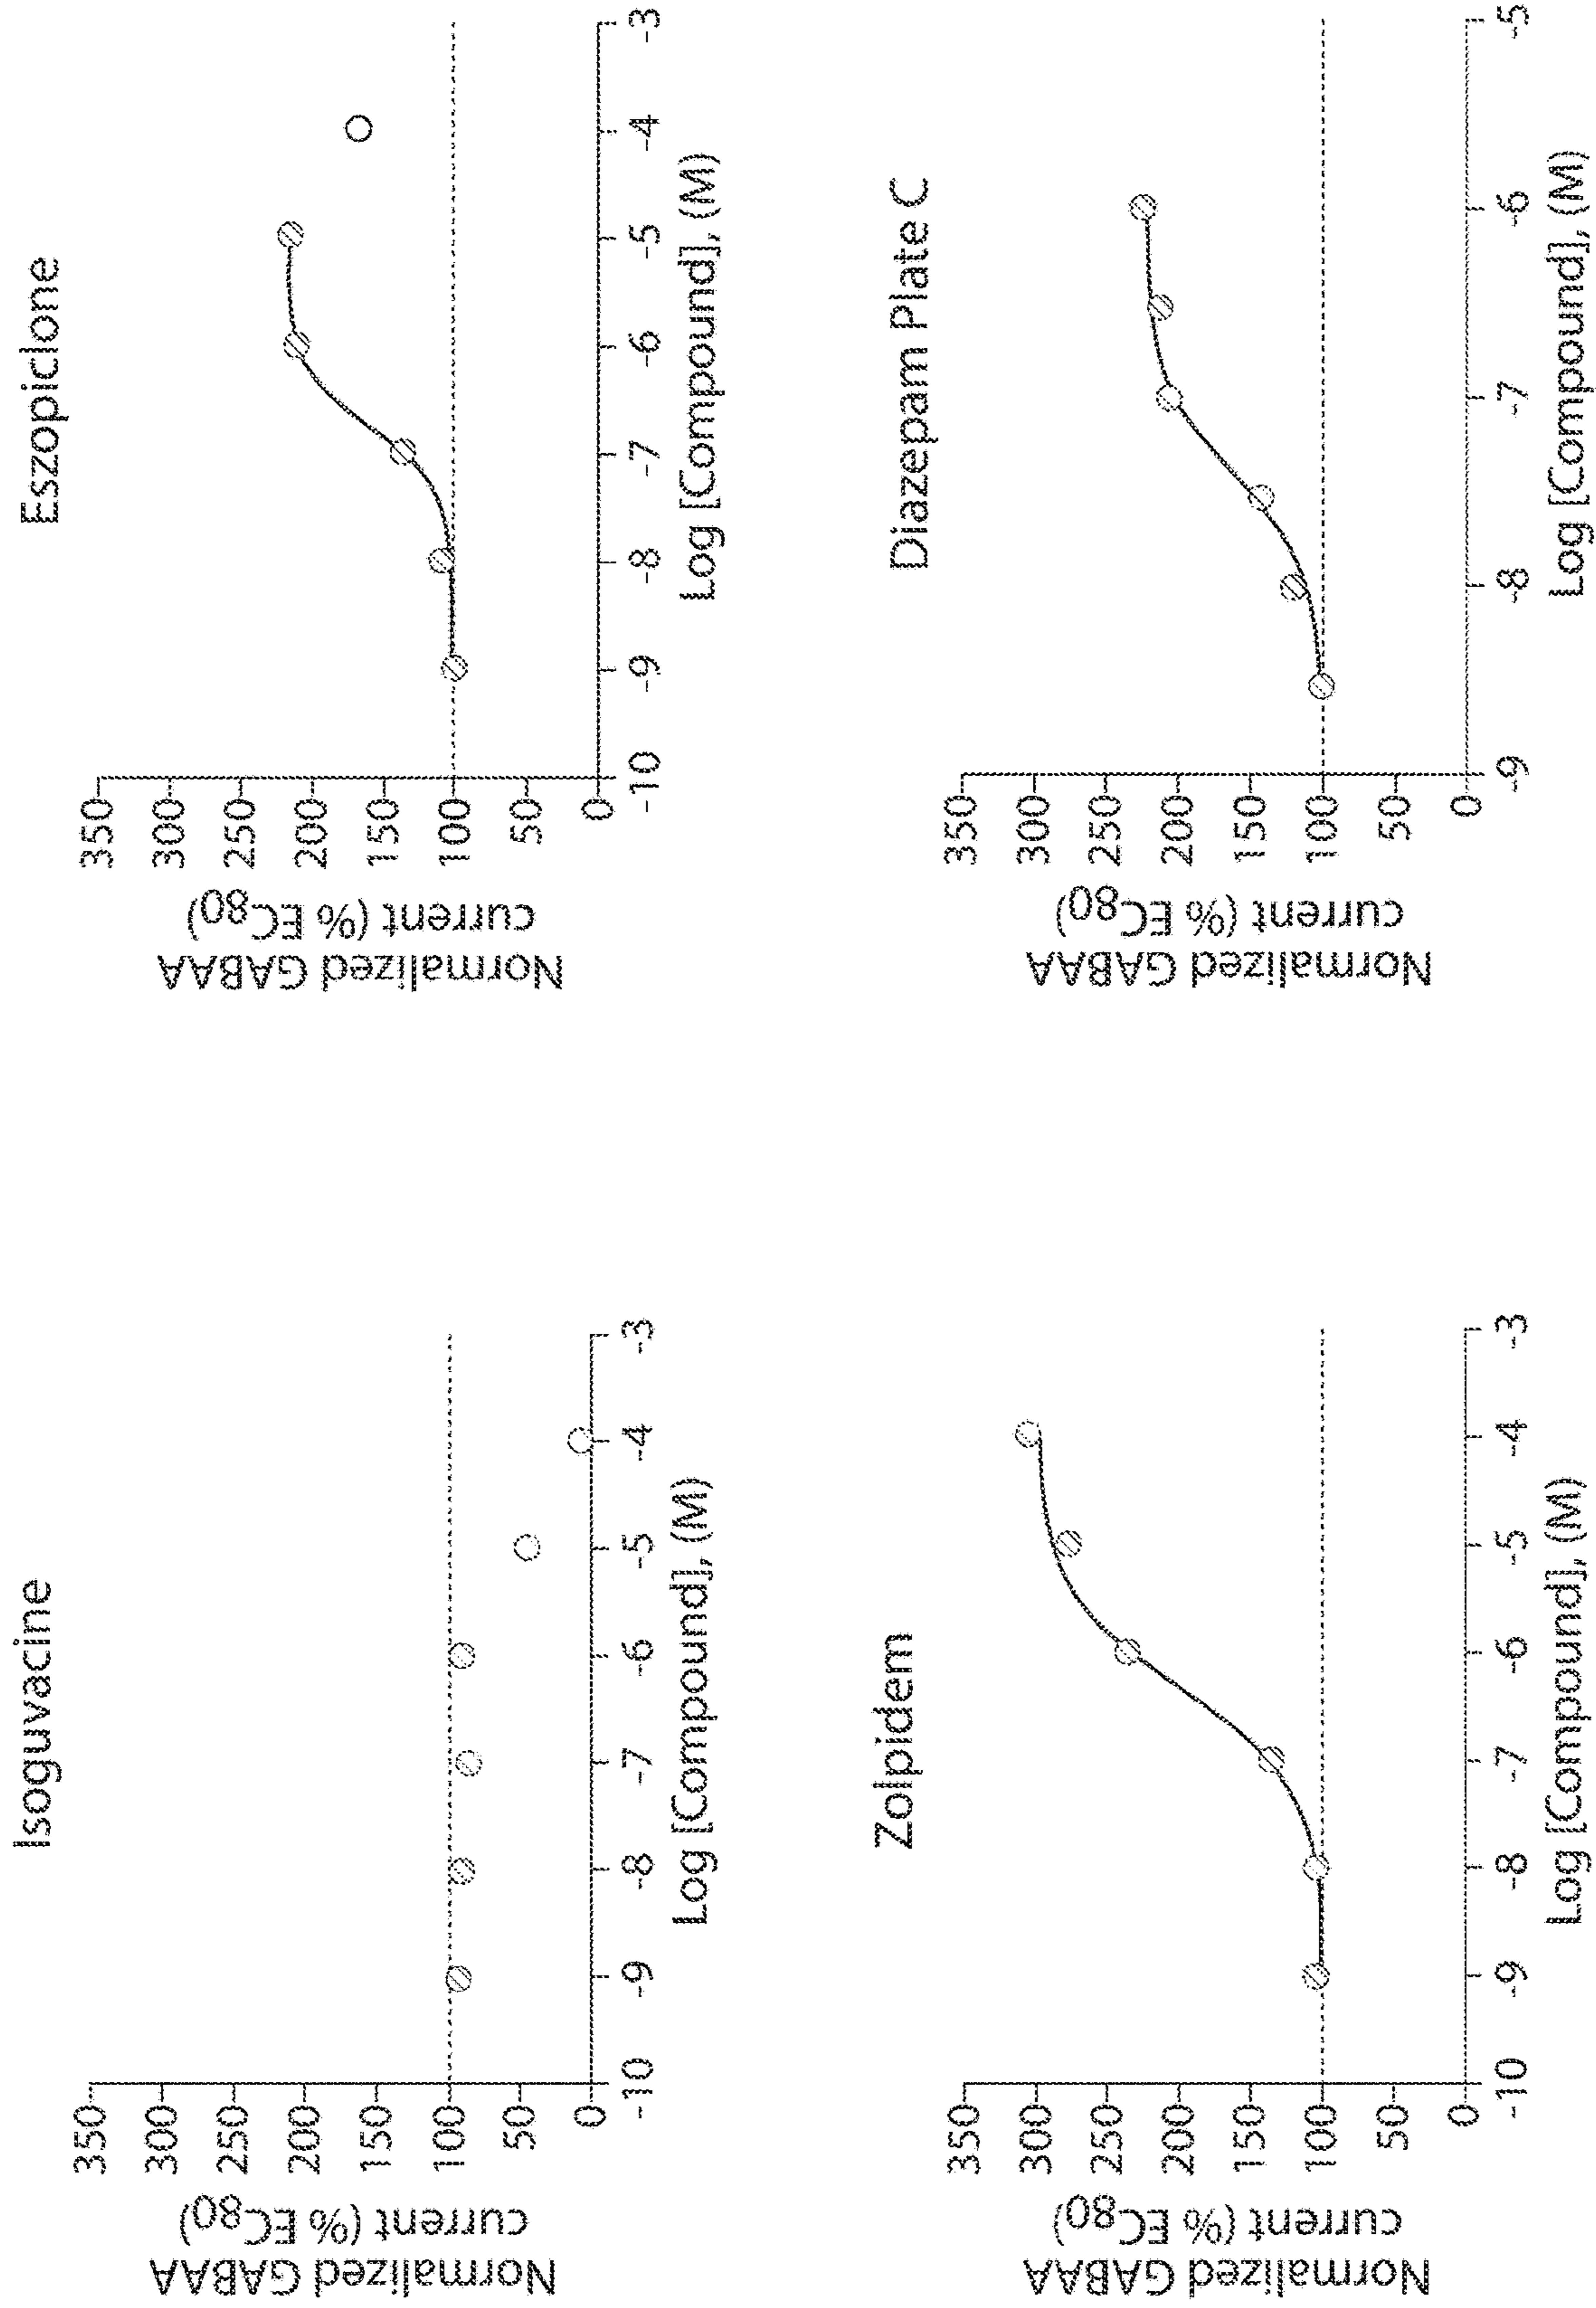 Isoguvacine
Normalized GABAA
current (% EC80)
350
300
250
200
150
100
50
0
-10 -9 -8 -7 -6 -5 -4 -3
Log [Compound], (M)
Eszopiclone
Normalized GABAA
current (% EC80)
350
300
250
200
150
100
50
0
-10 -9 -8 -7 -6 -5 -4 -3
Log [Compound], (M)
Zolpidem
Normalized GABAA
current (% EC80)
350
300
250
200
150
100
50
0
-10 -9 -8 -7 -6 -5 -4 -3
Log [Compound], (M)
Diazepam Plate C
Normalized GABAA
current (% EC80)
350
300
250
200
150
100
50
0
-9 -8 -7 -6 -5
Log [Compound], (M)